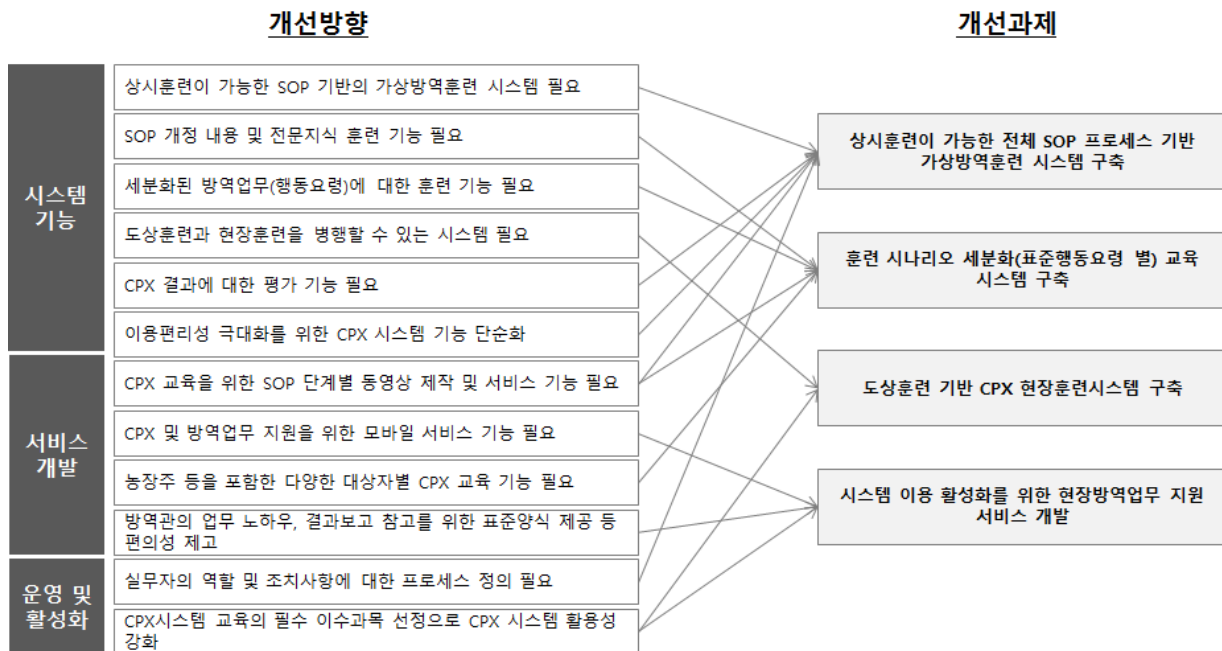 개선방향
개선과제
시스템
기능
상시훈련이 가능한 SOP 기반의 가상방역훈련 시스템 필요
SOP 개정 내용 및 전문지식 훈련 기능 필요
세분화된 방역업무(행동요령)에 대한 훈련 기능 필요
도상훈련과 현장훈련을 병행할 수 있는 시스템 필요
CPX 결과에 대한 평가 기능 필요
이용편리성 극대화를 위한 CPX 시스템 기능 단순화
서비스
개발
CPX 교육을 위한 SOP 단계별 동영상 제작 및 서비스 기능 필요
CPX 및 방역업무 지원을 위한 모바일 서비스 기능 필요
농장주 등을 포함한 다양한 대상자별 CPX 교육 기능 필요
방역관의 업무 노하우, 결과보고 참고를 위한 표준양식 제공 등
편의성 제고
운영 및
활성화
실무자의 역할 및 조치사항에 대한 프로세스 정의 필요
CPX시스템 교육의 필수 이수과목 선정으로 CPX 시스템 활용성
강화
상시훈련이 가능한 전체 SOP 프로세스 기반
가상방역훈련 시스템 구축
훈련 시나리오 세분화(표준행동요령 별) 교육
시스템 구축
도상훈련 기반 CPX 현장훈련시스템 구축
시스템 이용 활성화를 위한 현장방역업무 지원
서비스 개발